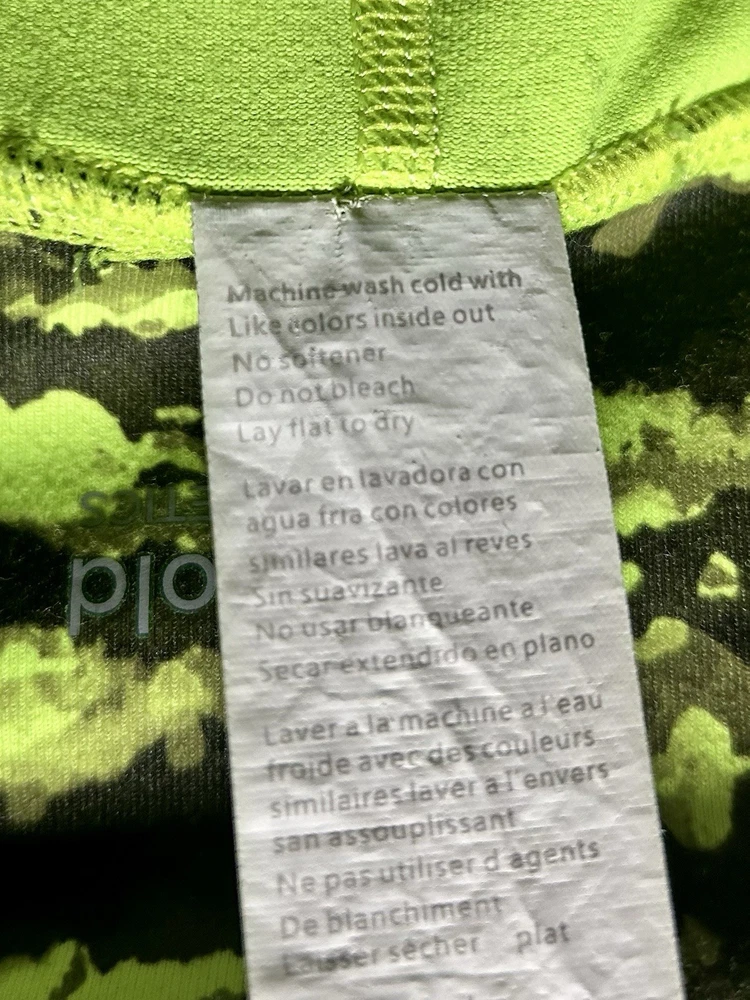 Machine wash cold with
Like colors inside out
No softener
Do not bleach
Lay flat to dry
Lavar en lavadora con
agua fria con colores
similares lava al reves
Sin suavizante
No usar blanqueante
Secar extendido en plano
Laver a la machine a l'eau
froide avec des couleurs
similaires laver a l'envers
san assouplissant
Ne pas utiliser d agents
De blanchiment
Laisser secher plat